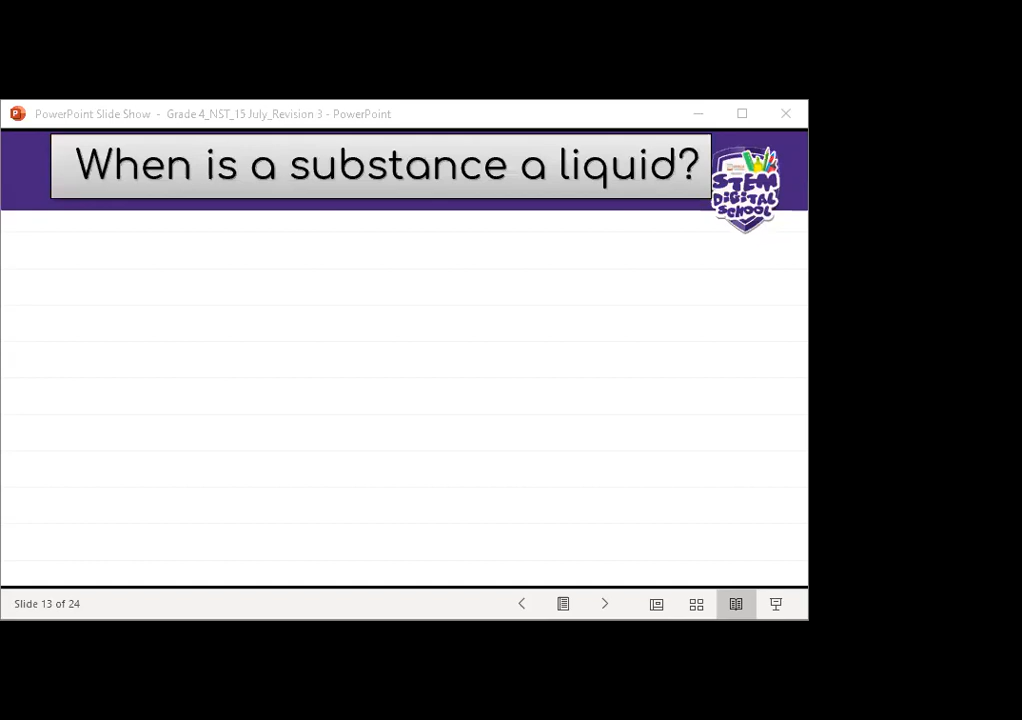 PowerPoint Slide Show - Grade 4_NST_15 July_Revision 3 - PowerPoint
When is a substance a liquid?
STEM
DIGITAL
SCHOOL
Slide 13 of 24